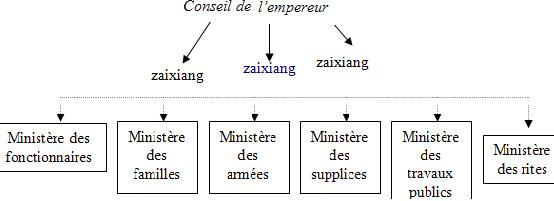 Conseil de l'empereur
zaixiang zaixiang zaixiang
Ministère des
fonctionnaires
Ministère
des
familles
Ministère
des
armées
Ministère
des
supplices
Ministère
des
travaux
publics
Ministère
des rites